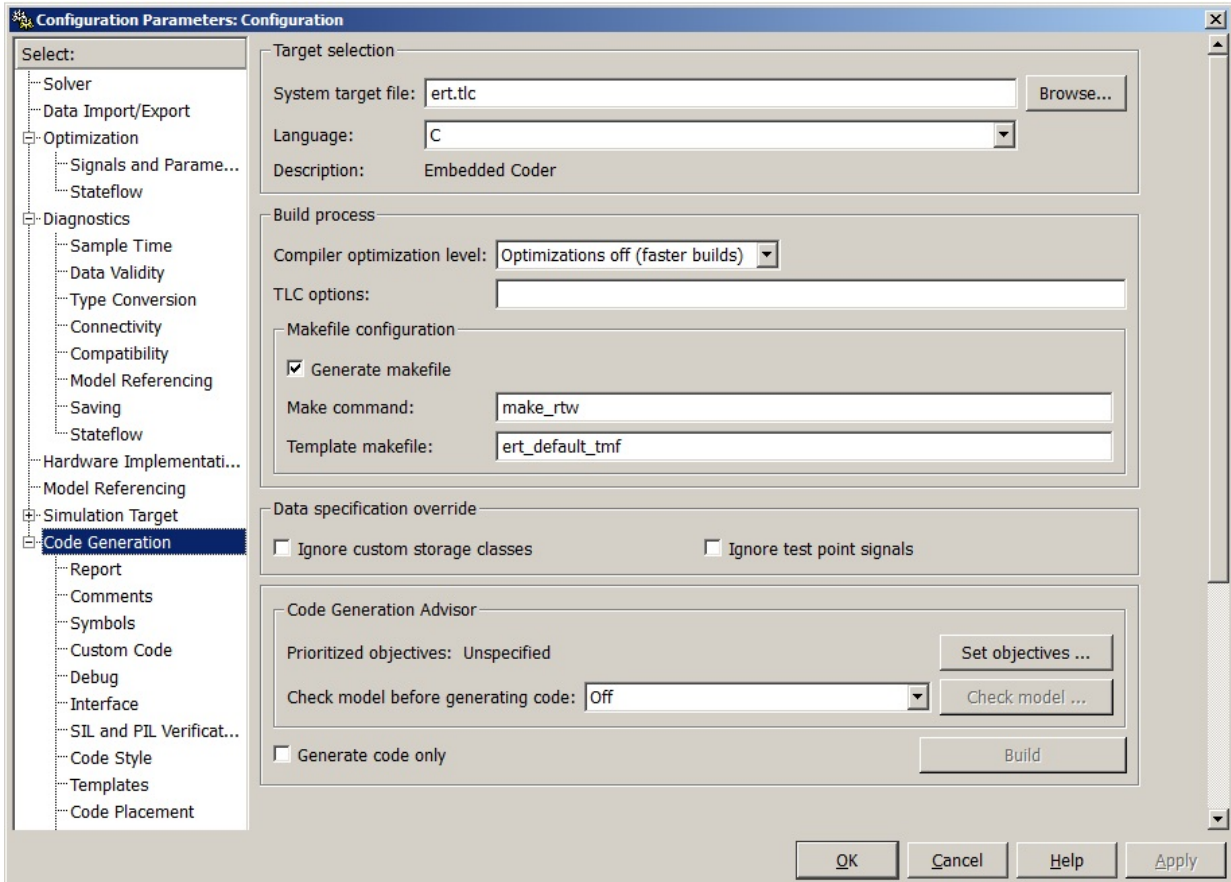 Configuration Parameters: Configuration
Select:
Solver
Data Import/Export
Optimization
Signals and Parame...
Stateflow
Diagnostics
Sample Time
Data Validity
Type Conversion
Connectivity
Compatibility
Model Referencing
Saving
Stateflow
Hardware Implementati...
Model Referencing
Simulation Target
Code Generation
Report
Comments
Symbols
Custom Code
Debug
Interface
SIL and PIL Verificat...
Code Style
Templates
Code Placement
Target selection
System target file: ert.tlc Browse...
Language: C
Description: Embedded Coder
Build process
Compiler optimization level: Optimizations off (faster builds)
TLC options:
Makefile configuration
Generate makefile
Make command: make_rtw
Template makefile: ert_default_tmf
Data specification override
Ignore custom storage classes Ignore test point signals
Code Generation Advisor
Prioritized objectives: Unspecified Set objectives ...
Check model before generating code: Off Check model ...
Generate code only Build
OK Cancel Help Apply